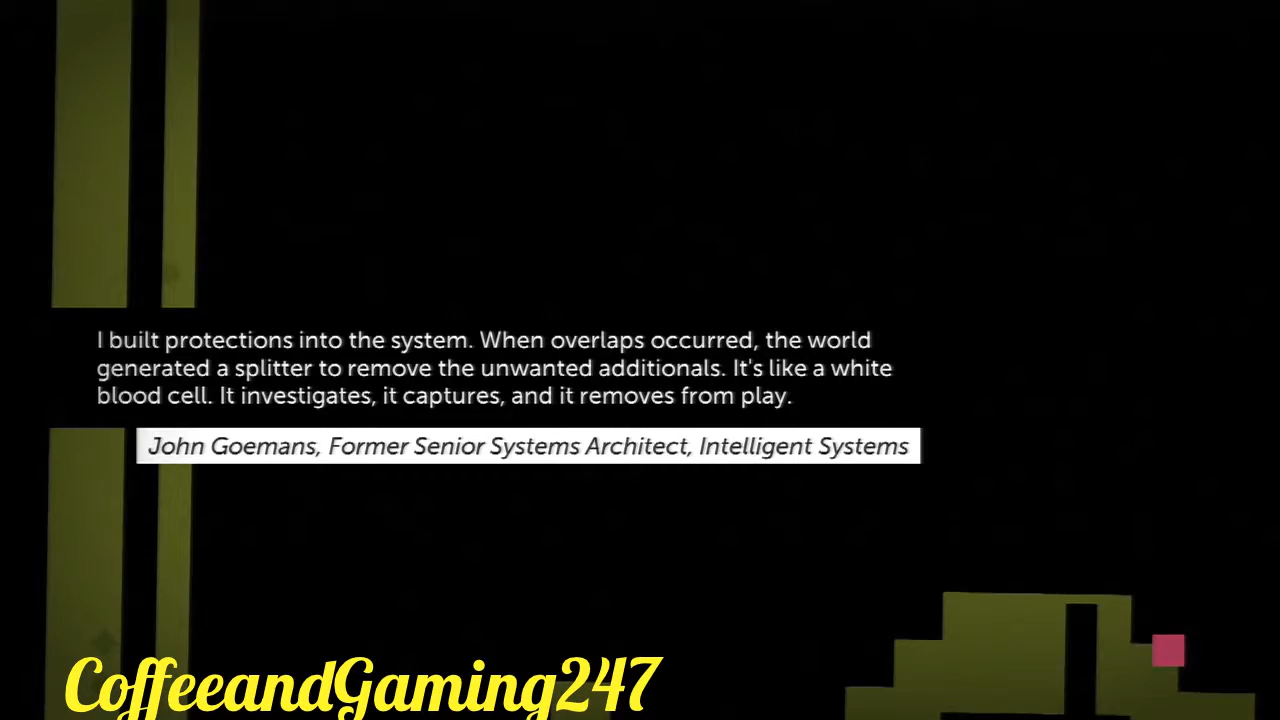 I built protections into the system. When overlaps occurred, the world
generated a splitter to remove the unwanted additionals. It's like a white
blood cell. It investigates, it captures, and it removes from play.
John Goemans, Former Senior Systems Architect, Intelligent Systems
CoffeeandGaming247